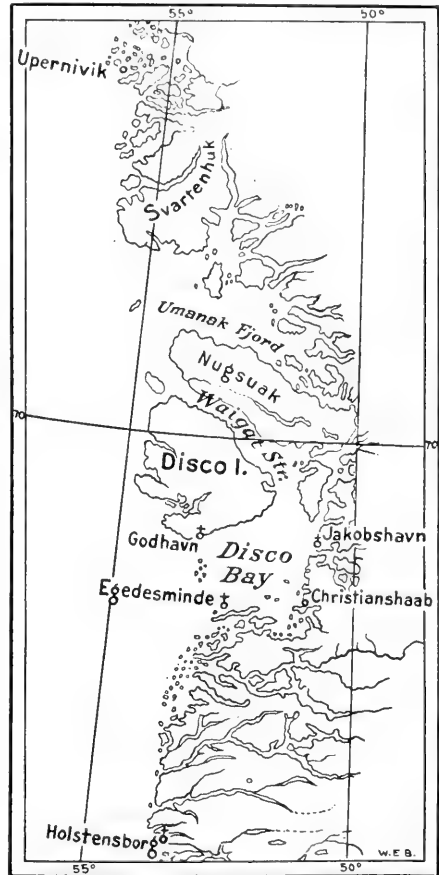 55°
50°
Upernivik
Svartenhuk
Umanak Fjord
Nugsuak
Waigat Str.
70
70
Disco I.
Godhavn
Jakobshavn
Disco
Bay
Egedesminde
Christianshaab
Holstensborg
W.E.B.
55°
50°